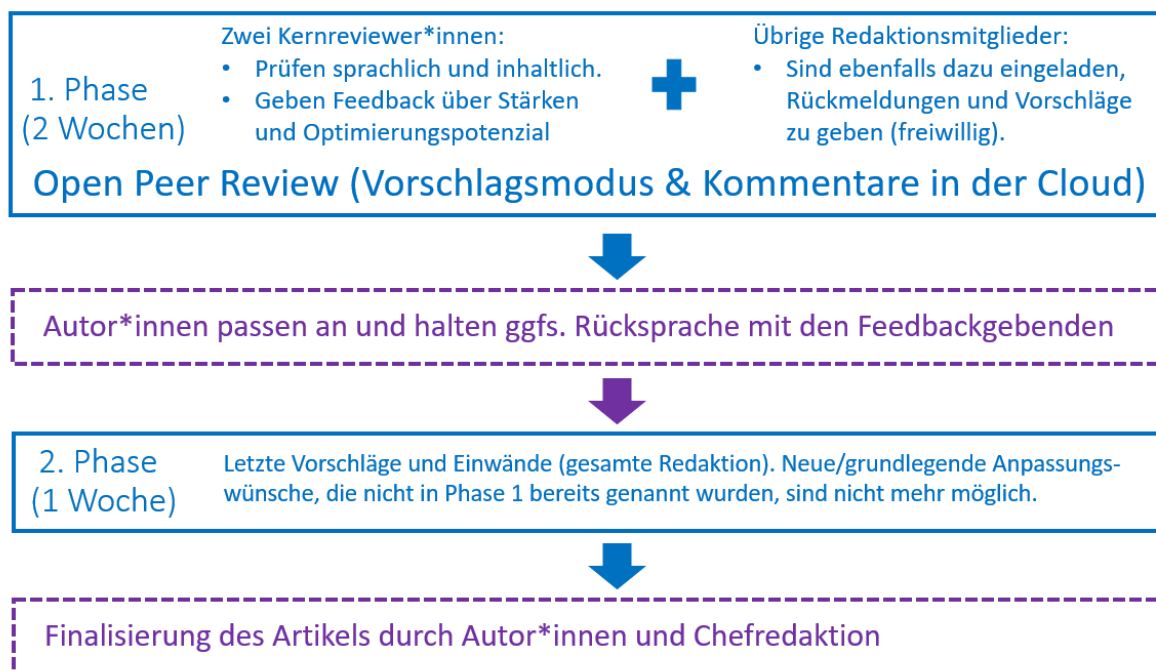 1. Phase
(2 Wochen)
Zwei Kernreviewer*innen:
• Prüfen sprachlich und inhaltlich.
• Geben Feedback über Stärken
und Optimierungspotenzial
Übrige Redaktionsmitglieder:
• Sind ebenfalls dazu eingeladen,
Rückmeldungen und Vorschläge
zu geben (freiwillig).
Open Peer Review (Vorschlagsmodus & Kommentare in der Cloud)
Autor*innen passen an und halten ggfs. Rücksprache mit den Feedbackgebenden
2. Phase
(1 Woche)
Letzte Vorschläge und Einwände (gesamte Redaktion). Neue/grundlegende Anpassungs-
wünsche, die nicht in Phase 1 bereits genannt wurden, sind nicht mehr möglich.
Finalisierung des Artikels durch Autor*innen und Chefredaktion